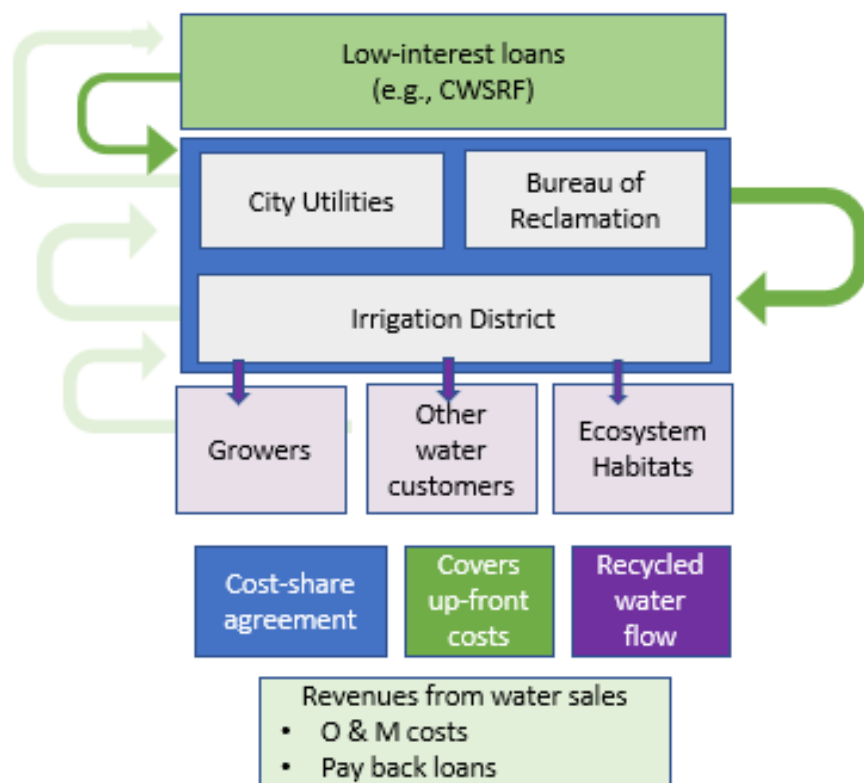 Low-interest loans
(e.g., CWSRF)
City Utilities
Bureau of
Reclamation
Irrigation District
Growers
Other
water
customers
Ecosystem
Habitats
Cost-share
agreement
Covers
up-front
costs
Recycled
water
flow
Revenues from water sales
• O & M costs
• Pay back loans